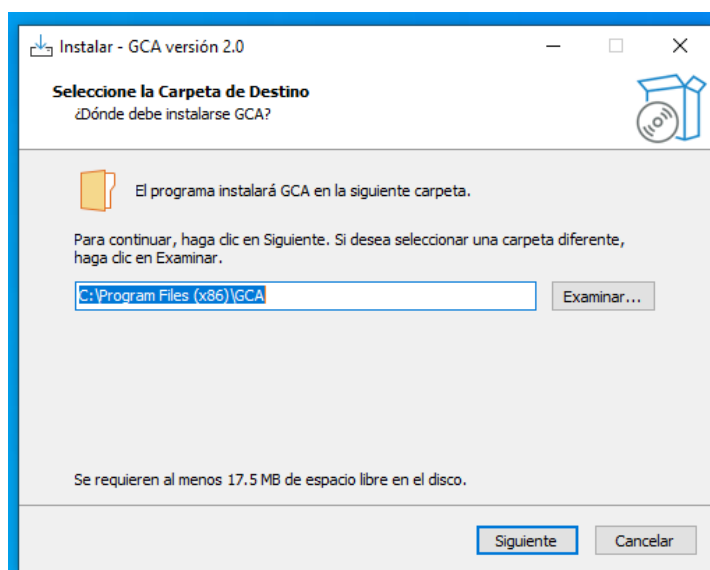 Instalar - GCA versión 2.0
Seleccione la Carpeta de Destino
¿Dónde debe instalarse GCA?
El programa instalará GCA en la siguiente carpeta.
Para continuar, haga clic en Siguiente. Si desea seleccionar una carpeta diferente,
haga clic en Examinar.
C:\Program Files (x86)\GCA
Examinar...
Se requieren al menos 17.5 MB de espacio libre en el disco.
Siguiente
Cancelar